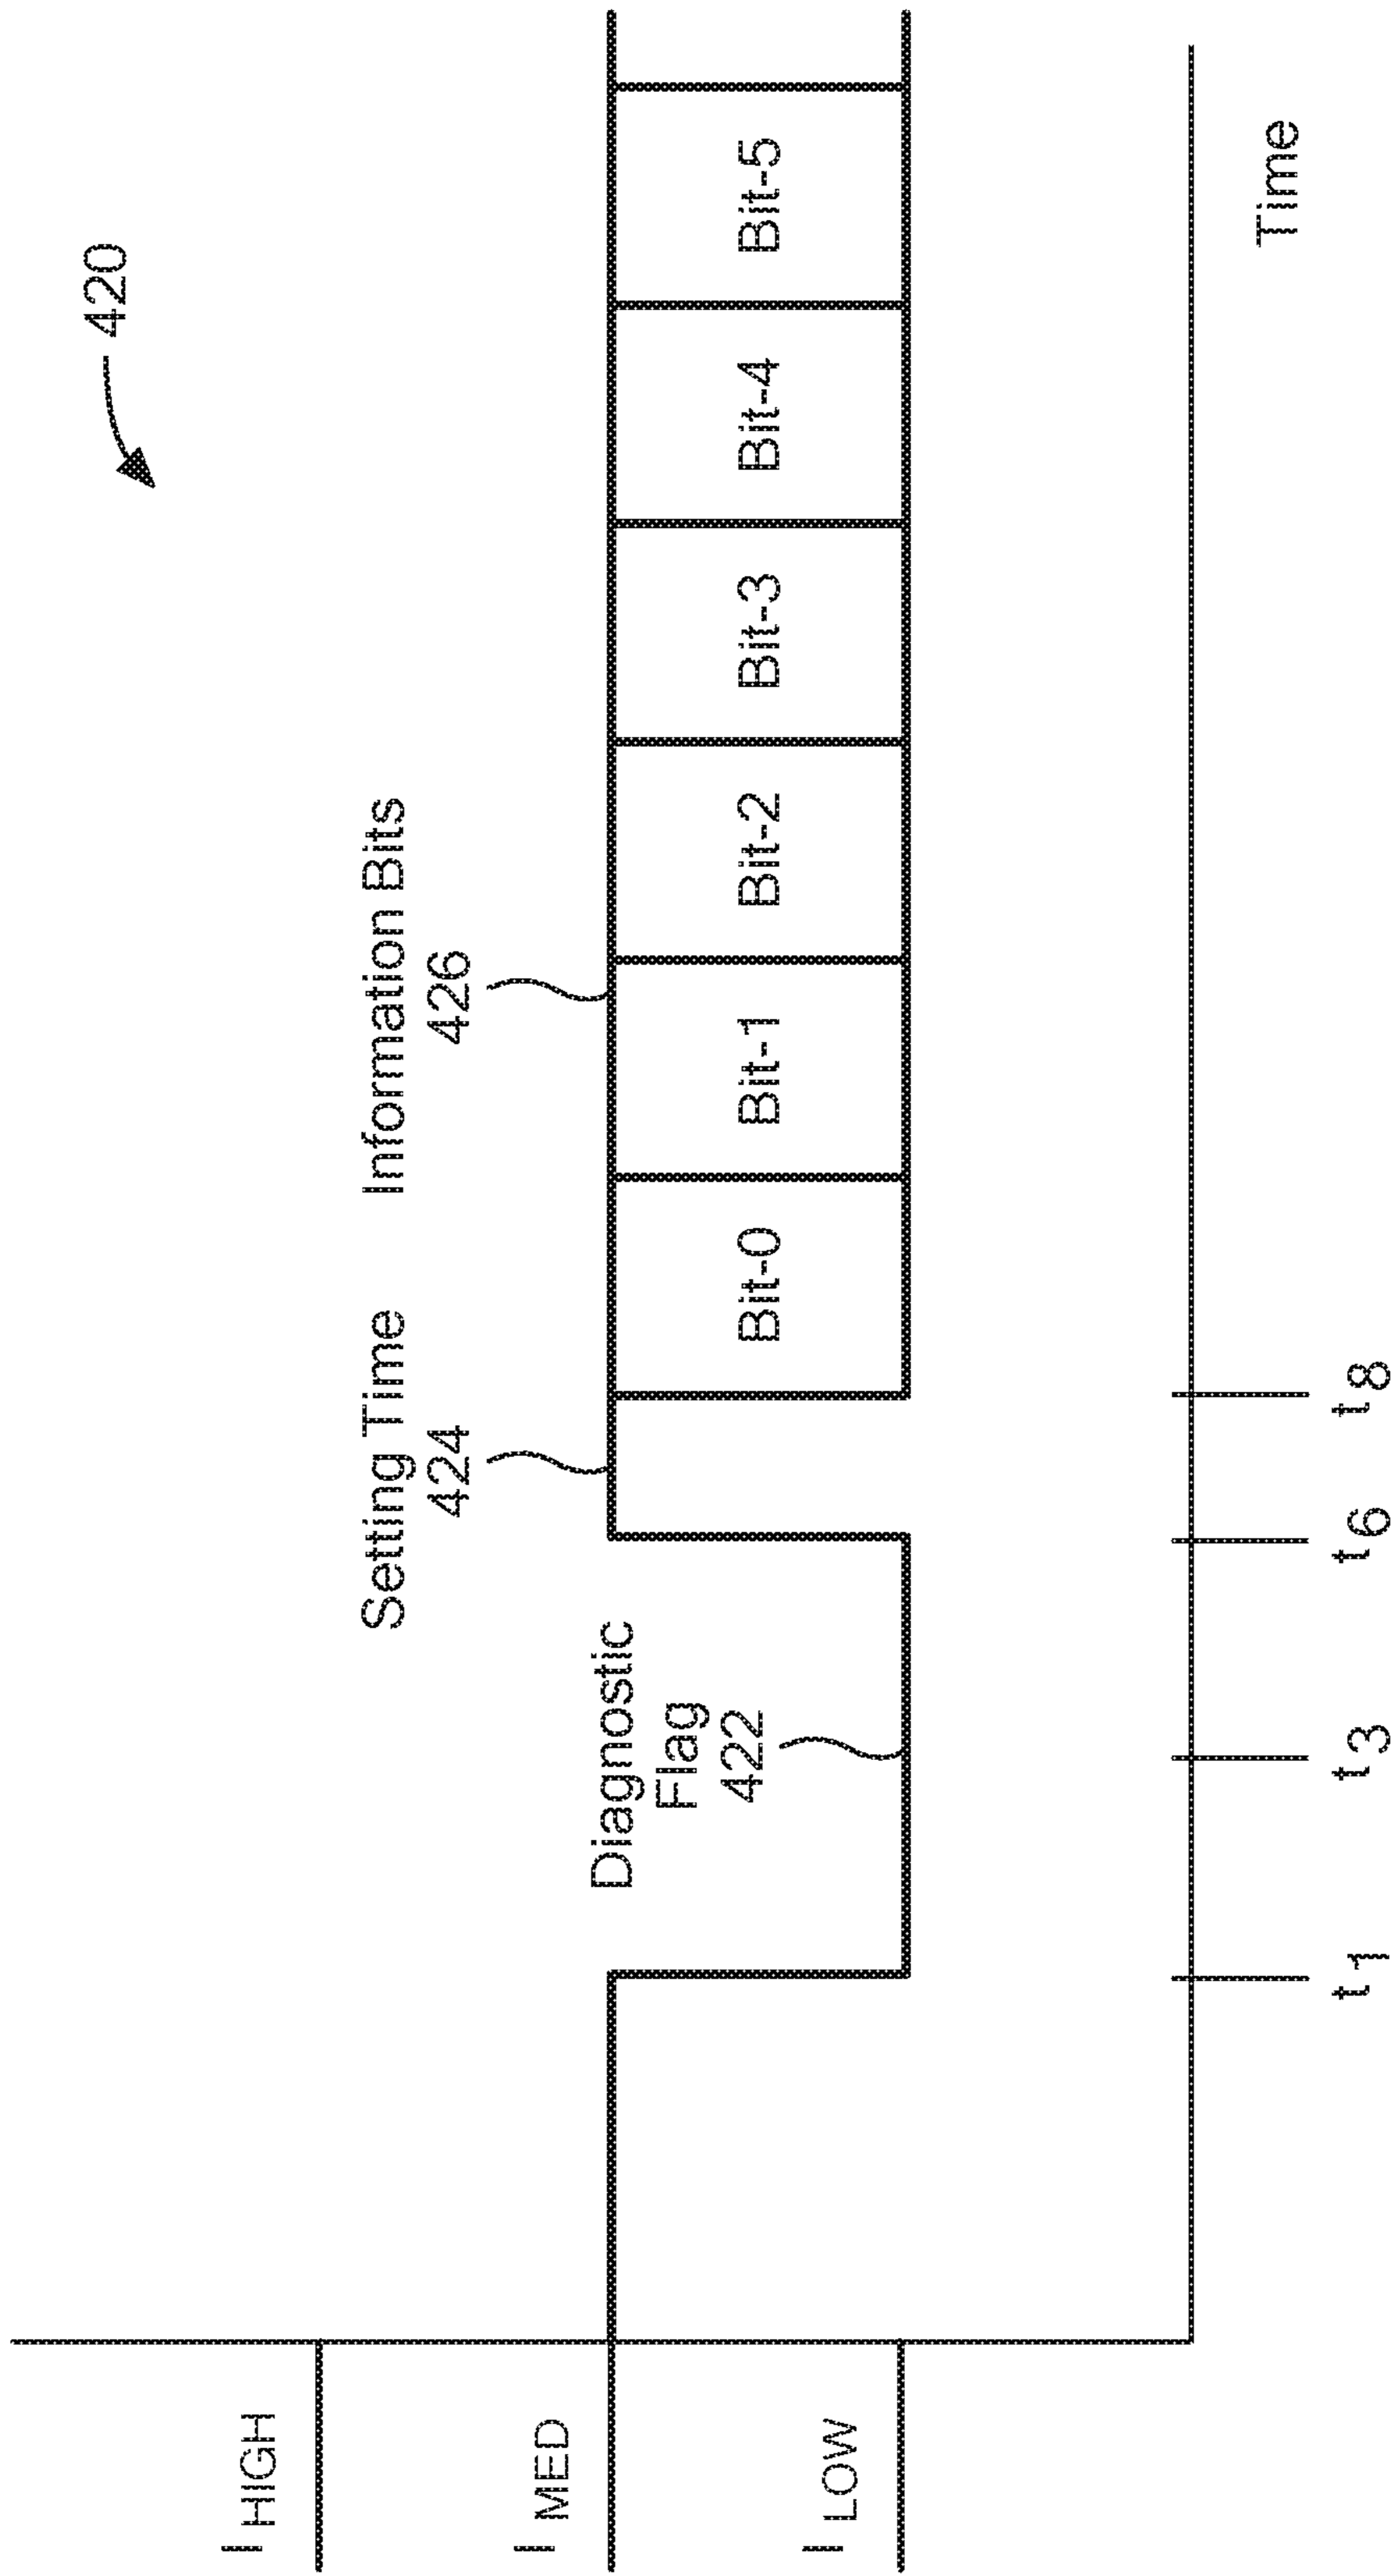 420
Setting Time
424
Information Bits
426
Diagnostic
Flag
422
I HIGH
I MED
I LOW
Bit-0
Bit-1
Bit-2
Bit-3
Bit-4
Bit-5
t1
t3
t6
t8
Time